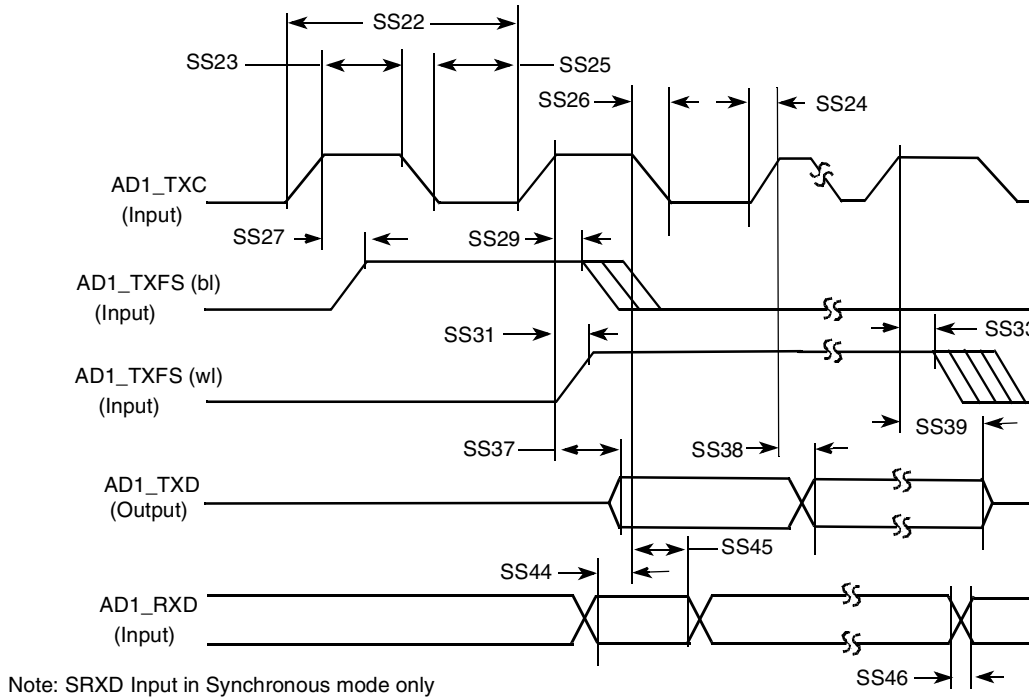 SS22
SS23
SS25
SS26
SS24
AD1_TXC
(Input)
SS27
SS29
AD1_TXFS (bl)
(Input)
SS31
SS33
AD1_TXFS (wl)
(Input)
SS39
SS37
SS38
AD1_TXD
(Output)
SS45
SS44
AD1_RXD
(Input)
SS46
Note: SRXD Input in Synchronous mode only